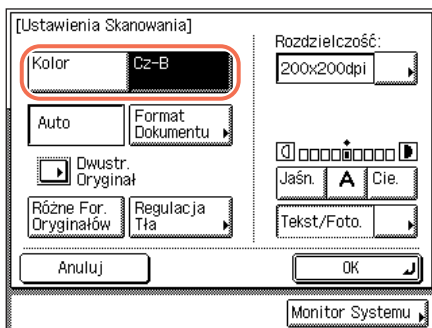 [Ustawienia Skanowania]
Kolor
Cz-B
Rozdzielczość:
200x200dpi
Auto
Format
Dokumentu
Dwustr.
Oryginał
Jaśn.
A
Cie.
Różne For.
Oryginałów
Regulacja
Tła
Tekst/Foto.
Anuluj
OK
Monitor Systemu